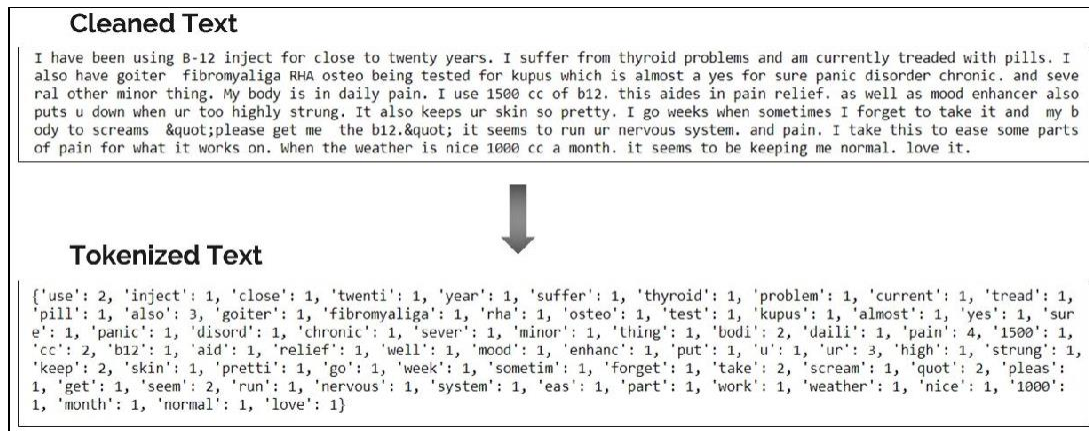 Cleaned Text
I have been using B-12 inject for close to twenty years. I suffer from thyroid problems and am currently treaded with pills. I
also have goiter  fibromyaliga RHA osteo being tested for kupus which is almost a yes for sure panic disorder chronic. and seve
ral other minor thing. My body is in daily pain. I use 1500 cc of b12. this aides in pain relief. as well as mood enhancer also
puts u down when ur too highly strung. It also keeps ur skin so pretty. I go weeks when sometimes I forget to take it and  my b
ody to screams  &quot;please get me  the b12.&quot; it seems to run ur nervous system. and pain. I take this to ease some parts
of pain for what it works on. When the weather is nice 1000 cc a month. it seems to be keeping me normal. love it.
Tokenized Text
{'use': 2, 'inject': 1, 'close': 1, 'twenti': 1, 'year': 1, 'suffer': 1, 'thyroid': 1, 'problem': 1, 'current': 1, 'tread': 1,
'pill': 1, 'also': 3, 'goiter': 1, 'fibromyaliga': 1, 'rha': 1, 'osteo': 1, 'test': 1, 'kupus': 1, 'almost': 1, 'yes': 1, 'sur
e': 1, 'panic': 1, 'disord': 1, 'chronic': 1, 'sever': 1, 'minor': 1, 'thing': 1, 'bodi': 2, 'daili': 1, 'pain': 4, '1500': 1,
'cc': 2, 'b12': 1, 'aid': 1, 'relief': 1, 'well': 1, 'mood': 1, 'enhanc': 1, 'put': 1, 'u': 1, 'ur': 3, 'high': 1, 'strung': 1,
'keep': 2, 'skin': 1, 'pretti': 1, 'go': 1, 'week': 1, 'sometim': 1, 'forget': 1, 'take': 2, 'scream': 1, 'quot': 2, 'pleas':
1, 'get': 1, 'seem': 2, 'run': 1, 'nervous': 1, 'system': 1, 'eas': 1, 'part': 1, 'work': 1, 'weather': 1, 'nice': 1, '1000':
1, 'month': 1, 'normal': 1, 'love': 1}